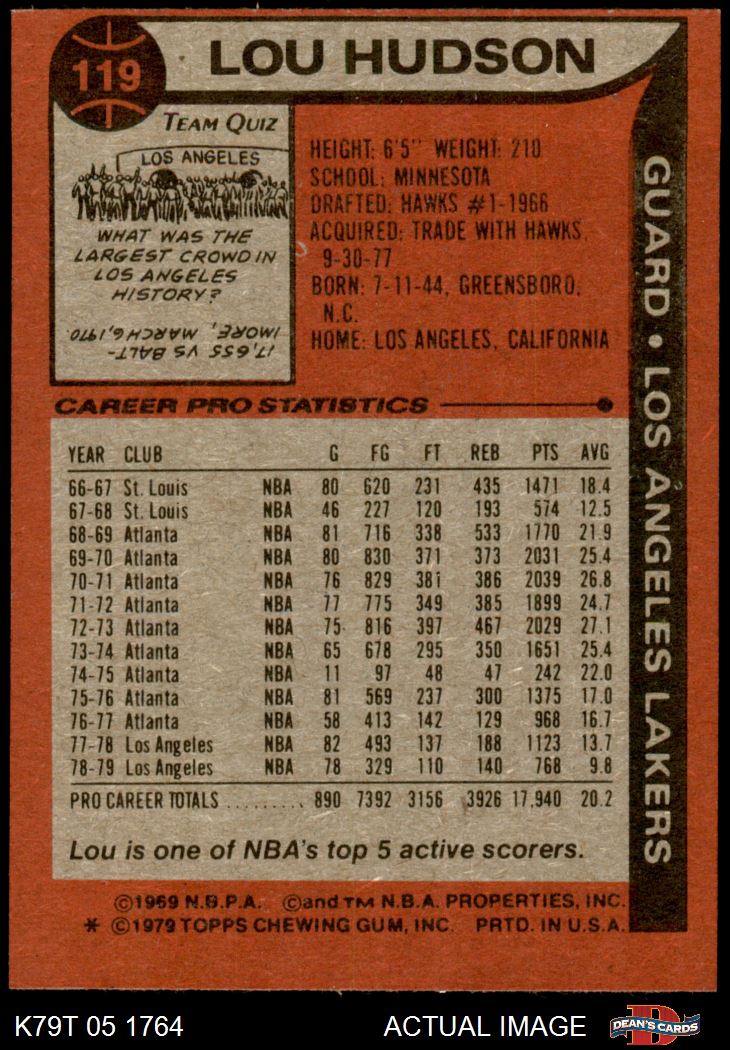 119
LOU HUDSON
TEAM QUIZ
LOS ANGELES
WHAT WAS THE
LARGEST CROWD IN
LOS ANGELES
HISTORY?
17,655 VS BALT-
IMORE, MARCH 6, 1970.
HEIGHT: 6'5" WEIGHT: 210
SCHOOL: MINNESOTA
DRAFTED: HAWKS #1-1966
ACQUIRED: TRADE WITH HAWKS,
9-30-77
BORN: 7-11-44, GREENSBORO,
N.C.
HOME: LOS ANGELES, CALIFORNIA
GUARD • LOS ANGELES LAKERS
CAREER PRO STATISTICS
YEAR CLUB G FG FT REB PTS AVG
66-67 St. Louis NBA 80 620 231 435 1471 18.4
67-68 St. Louis NBA 46 227 120 193 574 12.5
68-69 Atlanta NBA 81 716 338 533 1770 21.9
69-70 Atlanta NBA 80 830 371 373 2031 25.4
70-71 Atlanta NBA 76 829 381 386 2039 26.8
71-72 Atlanta NBA 77 775 349 385 1899 24.7
72-73 Atlanta NBA 75 816 397 467 2029 27.1
73-74 Atlanta NBA 65 678 295 350 1651 25.4
74-75 Atlanta NBA 11 97 48 47 242 22.0
75-76 Atlanta NBA 81 569 237 300 1375 17.0
76-77 Atlanta NBA 58 413 142 129 968 16.7
77-78 Los Angeles NBA 82 493 137 188 1123 13.7
78-79 Los Angeles NBA 78 329 110 140 768 9.8
PRO CAREER TOTALS ......... 890 7392 3156 3926 17,940 20.2
Lou is one of NBA's top 5 active scorers.
©1969 N.B.P.A. ©and TM N.B.A. PROPERTIES, INC.
* ©1979 TOPPS CHEWING GUM, INC. PRTD. IN U.S.A.
K79T 05 1764 ACTUAL IMAGE
DEAN'S CARDS